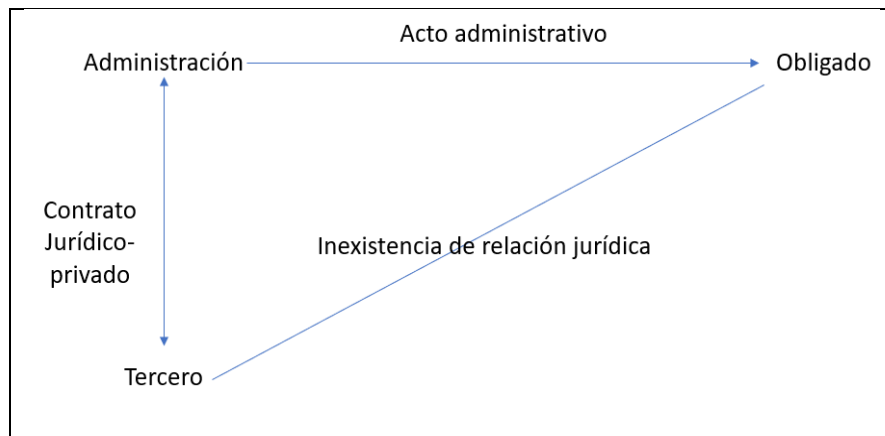 Acto administrativo
Administración
Obligado
Contrato
Jurídico-
privado
Inexistencia de relación jurídica
Tercero